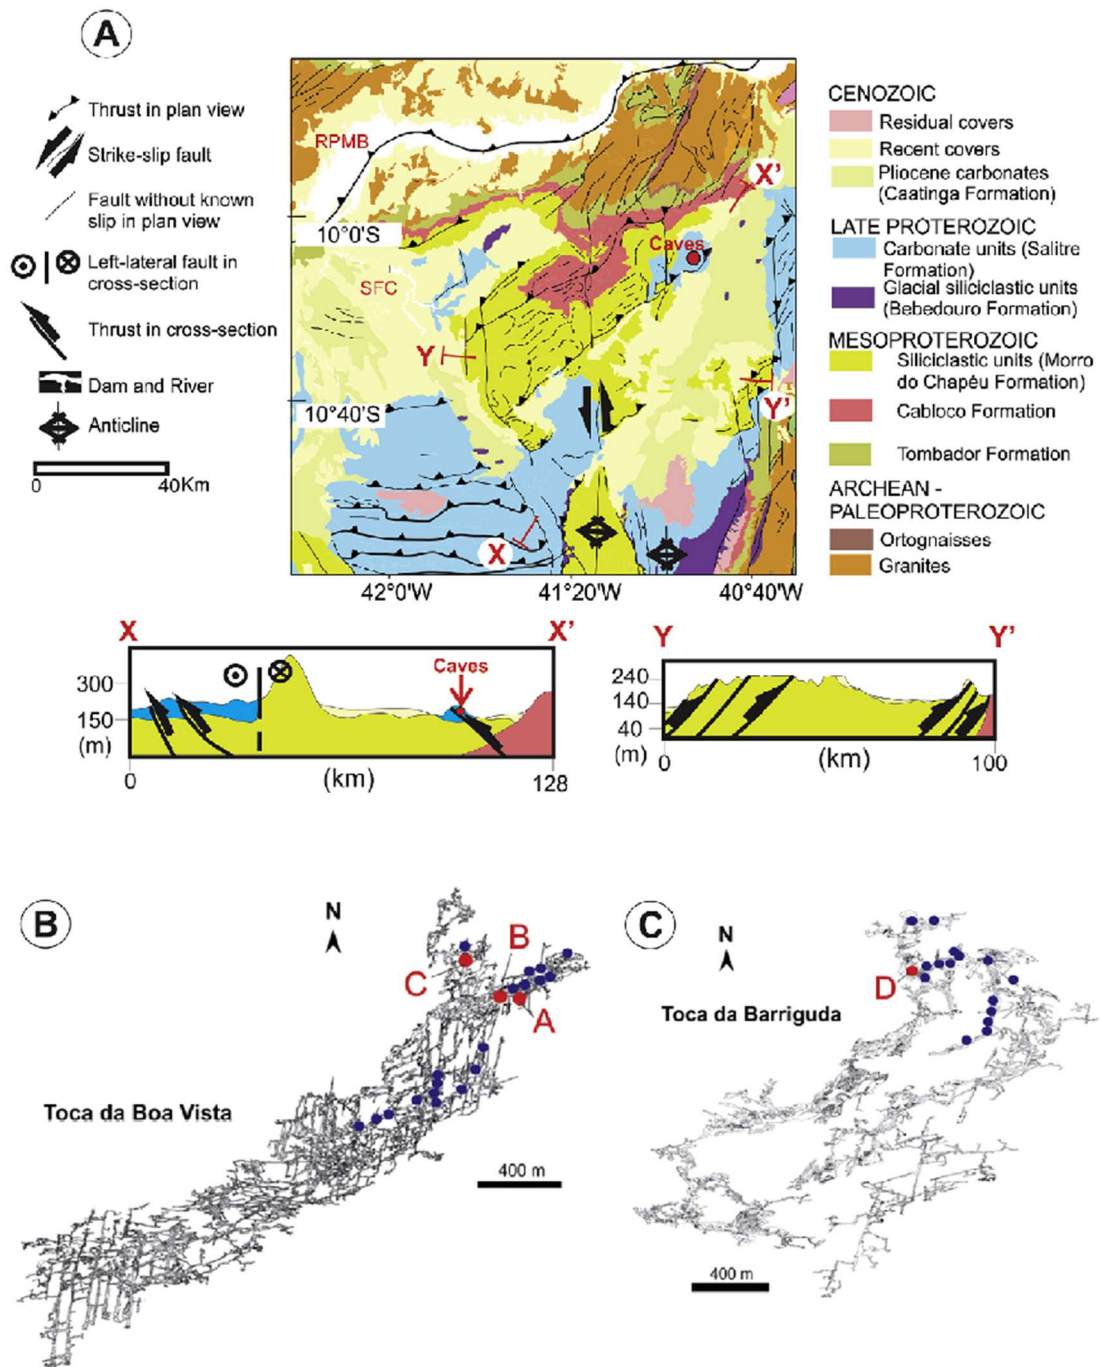 A
Thrust in plan view
Strike-slip fault
Fault without known
slip in plan view
Left-lateral fault in
cross-section
Thrust in cross-section
Dam and River
Anticline
0 40Km
RPMB
10°0'S
SFC
Caves
X'
Y
10°40'S
Y'
X
42°0'W 41°20'W 40°40'W
CENOZOIC
Residual covers
Recent covers
Pliocene carbonates
(Caatinga Formation)
LATE PROTEROZOIC
Carbonate units (Salitre
Formation)
Glacial siliciclastic units
(Bebedouro Formation)
MESOPROTEROZOIC
Siliciclastic units (Morro
do Chapéu Formation)
Cabloco Formation
Tombador Formation
ARCHEAN -
PALEOPROTEROZOIC
Ortognaisses
Granites
X X'
Caves
300
150
(m)
0 (km) 128
Y Y'
240
140
40
(m)
0 (km) 100
B
N
B
C
A
Toca da Boa Vista
400 m
C
N
D
Toca da Barriguda
400 m